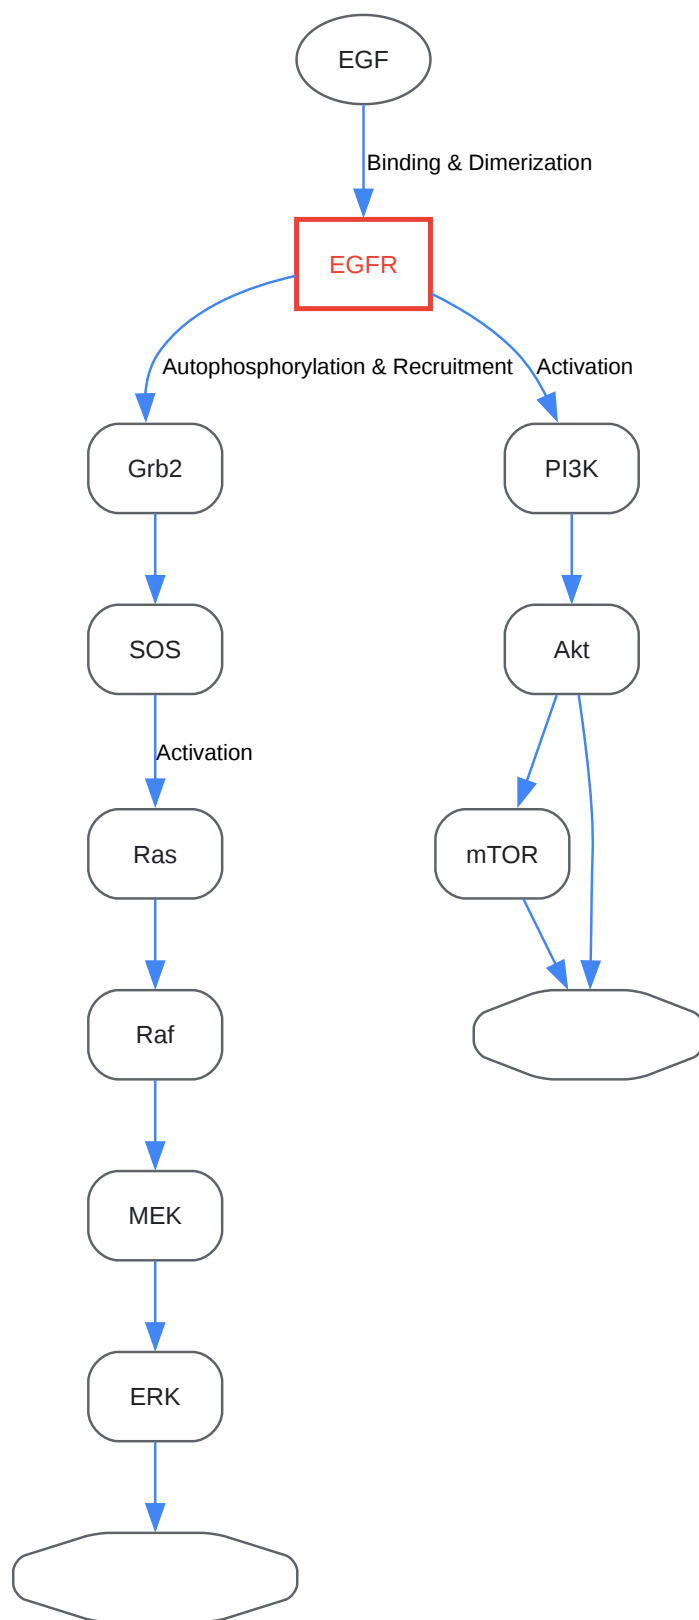 EGF
Binding & Dimerization
EGFR
Autophosphorylation & Recruitment
Activation
Grb2
PI3K
SOS
Akt
Activation
Ras
mTOR
Raf
MEK
ERK